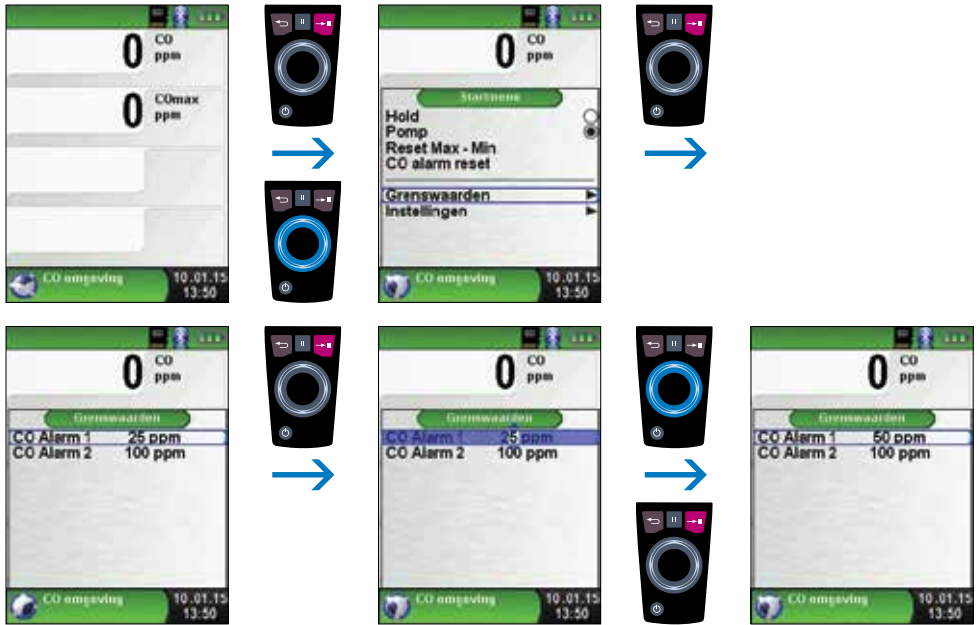 0 CO ppm
0 COmax ppm
CO omgeving 10.01.15 13:50
0 CO ppm
Startmenu
Hold
Pomp
Reset Max - Min
CO alarm reset
Grenswaarden
Instellingen
CO omgeving 10.01.15 13:50
0 CO ppm
Grenswaarden
CO Alarm 1 25 ppm
CO Alarm 2 100 ppm
CO omgeving 10.01.15 13:50
0 CO ppm
Grenswaarden
CO Alarm 1 25 ppm
CO Alarm 2 100 ppm
CO omgeving 10.01.15 13:50
0 CO ppm
Grenswaarden
CO Alarm 1 50 ppm
CO Alarm 2 100 ppm
CO omgeving 10.01.15 13:50